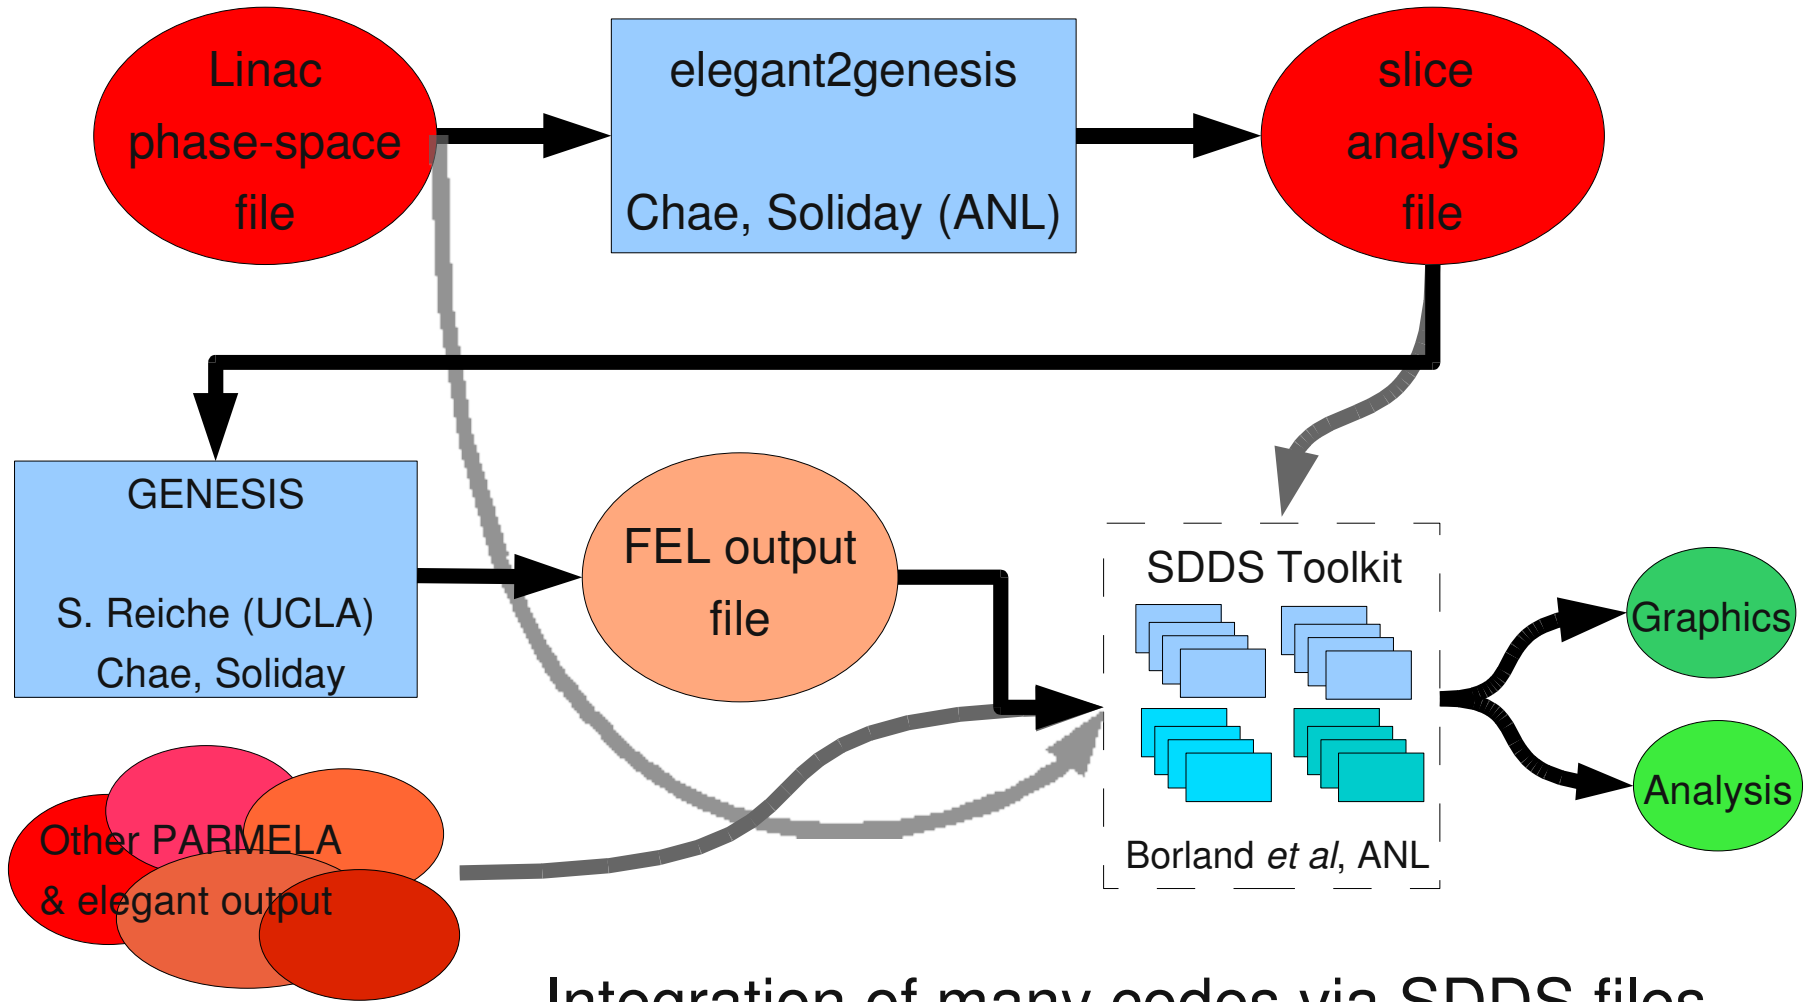 Linac
phase-space
file
elegant2genesis
Chae, Soliday (ANL)
slice
analysis
file
GENESIS
S. Reiche (UCLA)
Chae, Soliday
FEL output
file
SDDS Toolkit
Borland et al, ANL
Graphics
Analysis
Other PARMELA
& elegant output
Integration of many codes via SDDS files